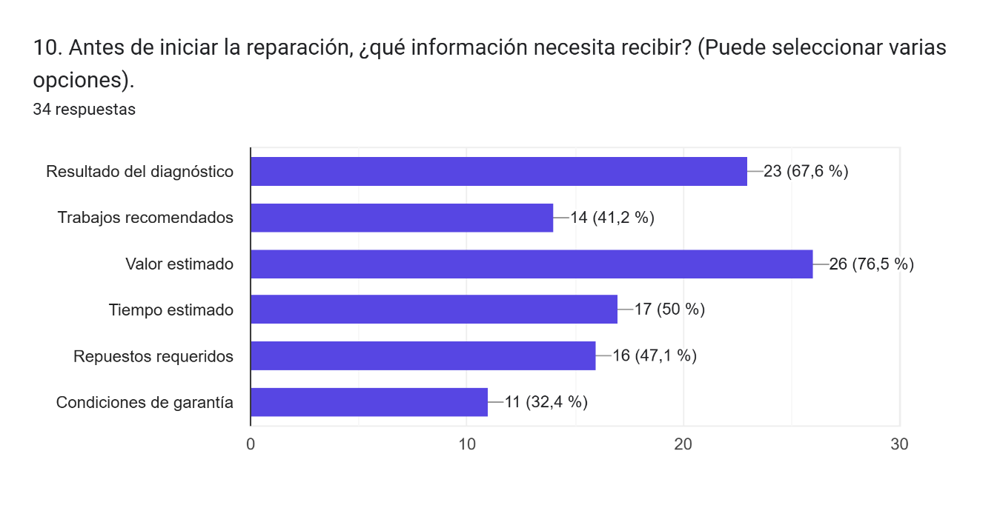 10. Antes de iniciar la reparación, ¿qué información necesita recibir? (Puede seleccionar varias
opciones).
34 respuestas
Resultado del diagnóstico 23 (67,6 %)
Trabajos recomendados 14 (41,2 %)
Valor estimado 26 (76,5 %)
Tiempo estimado 17 (50 %)
Repuestos requeridos 16 (47,1 %)
Condiciones de garantía 11 (32,4 %)
0 10 20 30